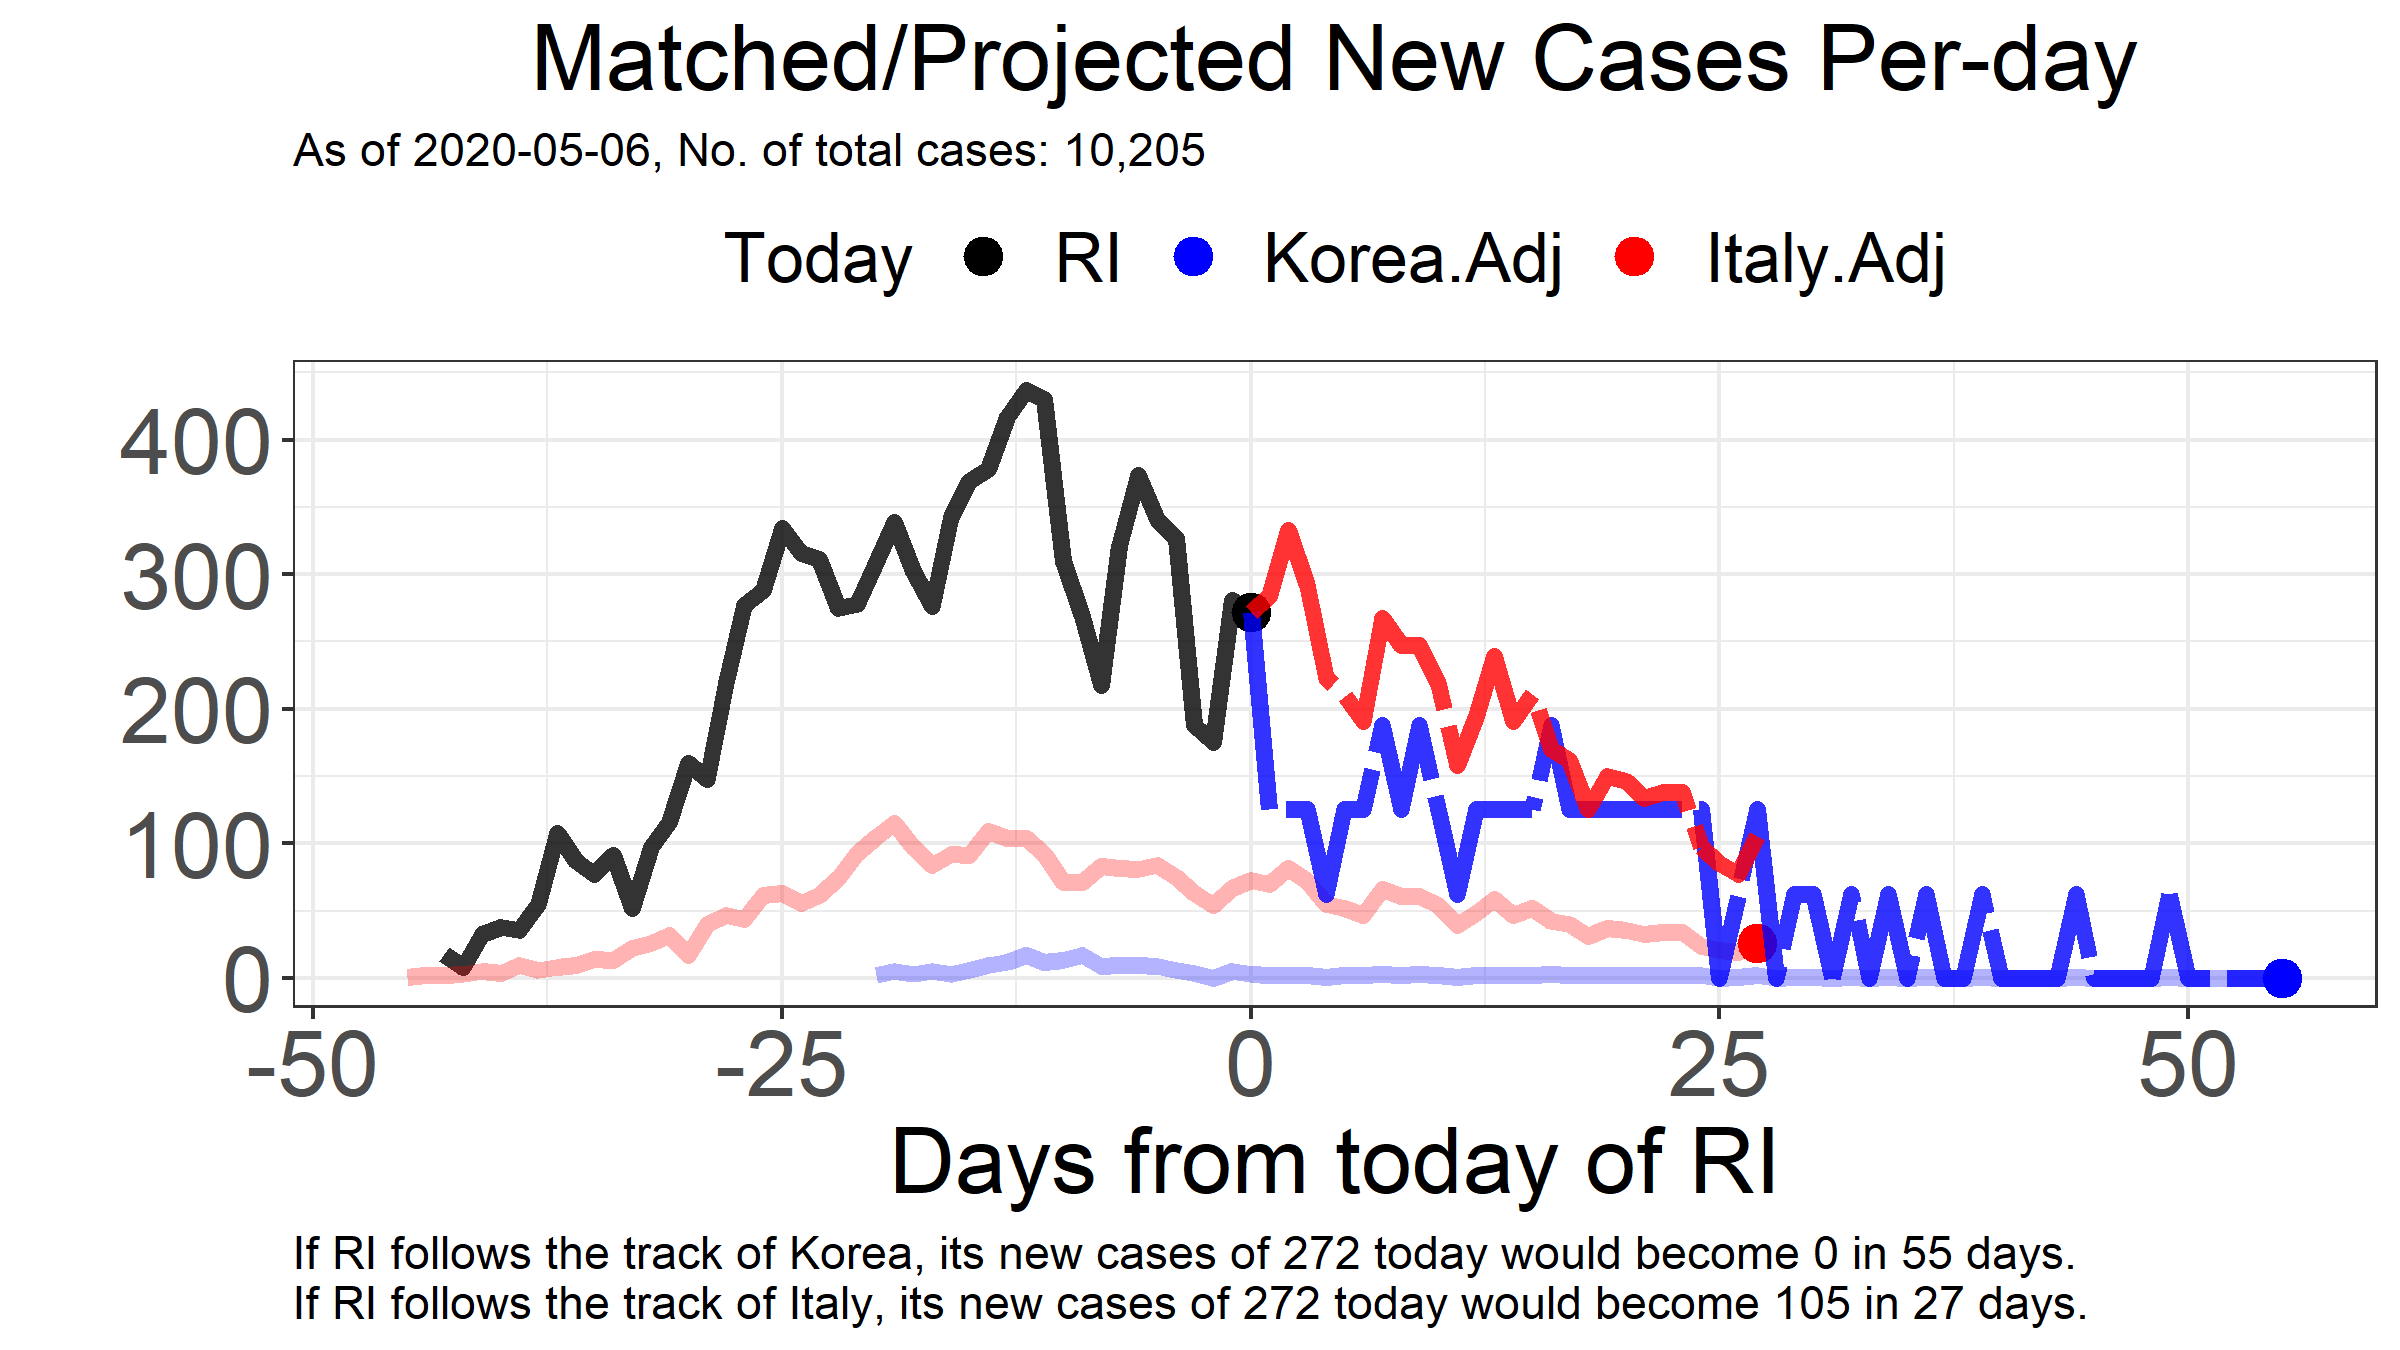 Matched/Projected New Cases Per-day
As of 2020-05-06, No. of total cases: 10,205
Today RI Korea.Adj Italy.Adj
400
300
200
100
0
-50 -25 0 25 50
Days from today of RI
If RI follows the track of Korea, its new cases of 272 today would become 0 in 55 days.
If RI follows the track of Italy, its new cases of 272 today would become 105 in 27 days.